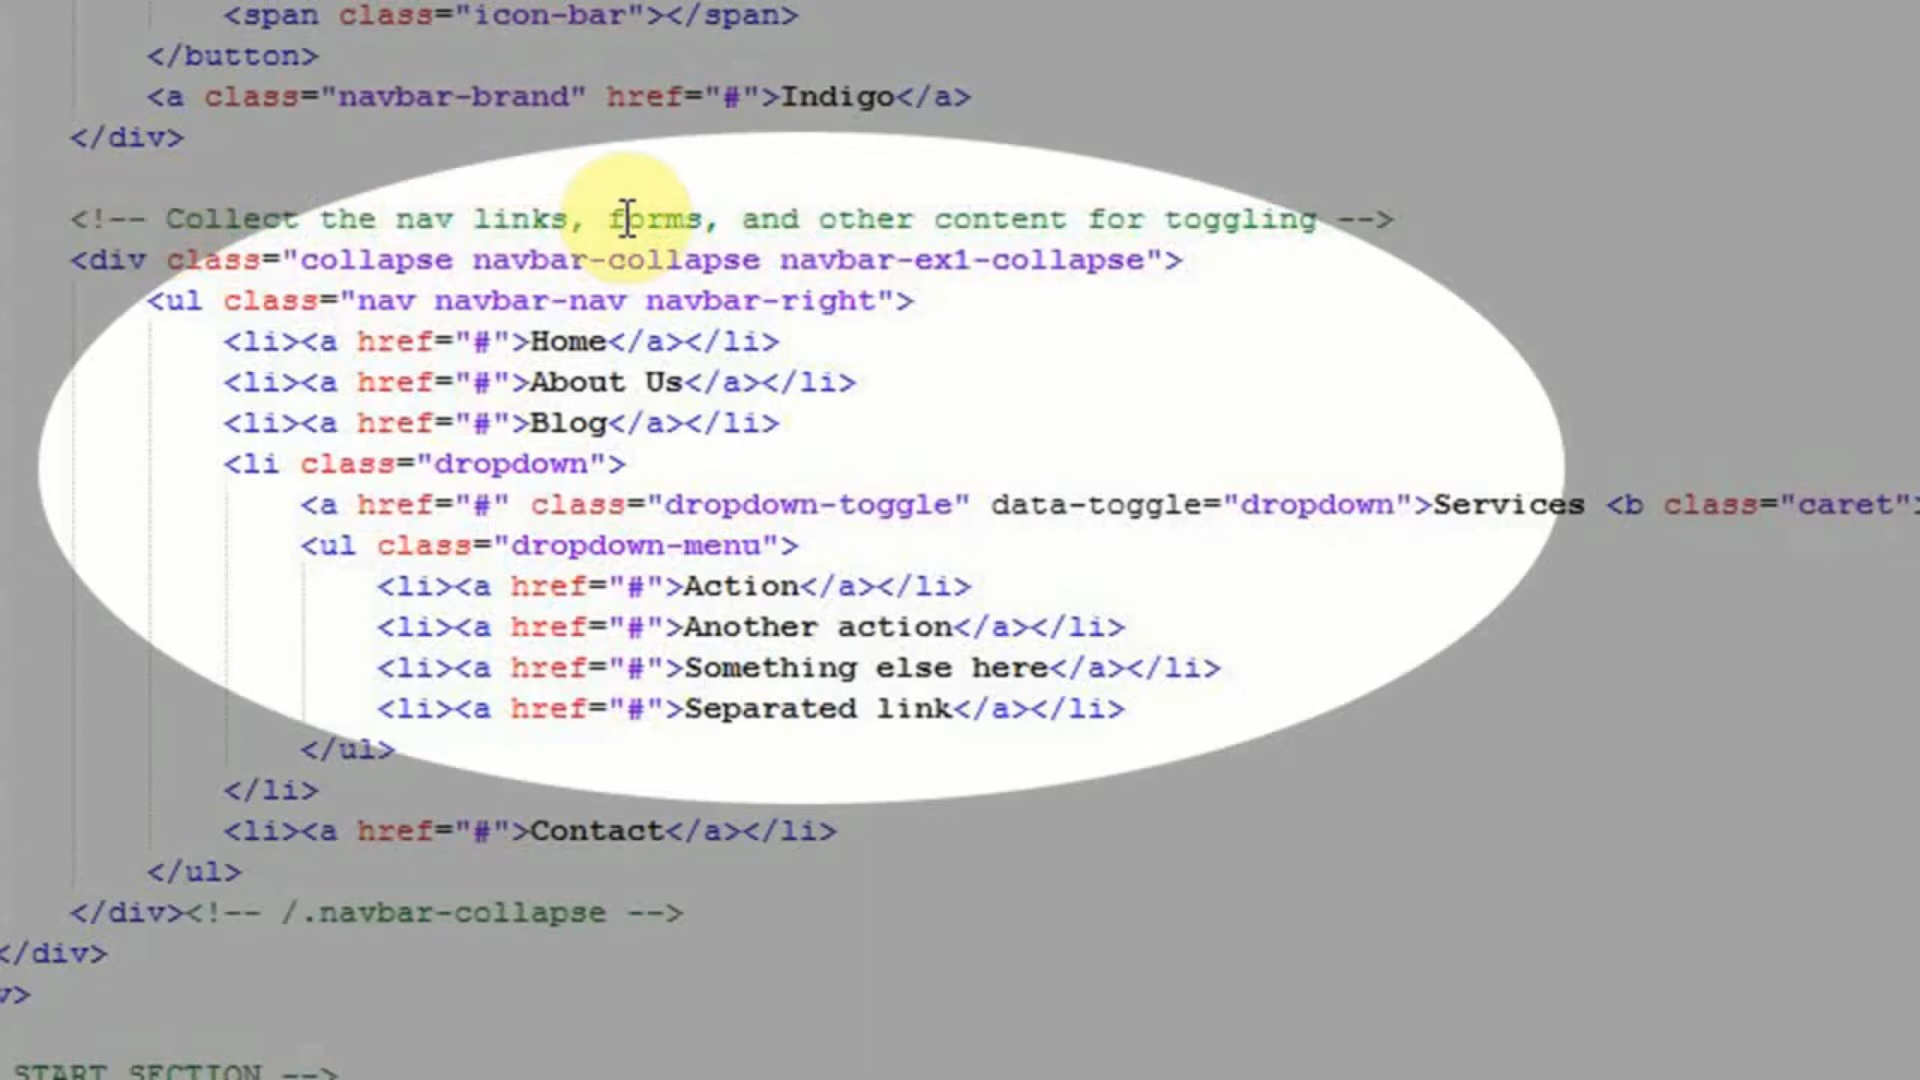 <span class="icon-bar"></span>
</button>
<a class="navbar-brand" href="#">Indigo</a>
</div>
<!-- Collect the nav links, forms, and other content for toggling -->
<div class="collapse navbar-collapse navbar-ex1-collapse">
<ul class="nav navbar-nav navbar-right">
<li><a href="#">Home</a></li>
<li><a href="#">About Us</a></li>
<li><a href="#">Blog</a></li>
<li class="dropdown">
<a href="#" class="dropdown-toggle" data-toggle="dropdown">Services <b class="caret">
<ul class="dropdown-menu">
<li><a href="#">Action</a></li>
<li><a href="#">Another action</a></li>
<li><a href="#">Something else here</a></li>
<li><a href="#">Separated link</a></li>
</ul>
</li>
<li><a href="#">Contact</a></li>
</ul>
</div><!-- /.navbar-collapse -->
</div>
v>
START SECTION -->